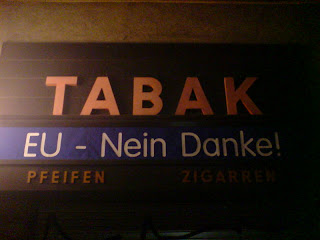 TABAK
EU - Nein Danke!
PFEIFEN ZIGARREN